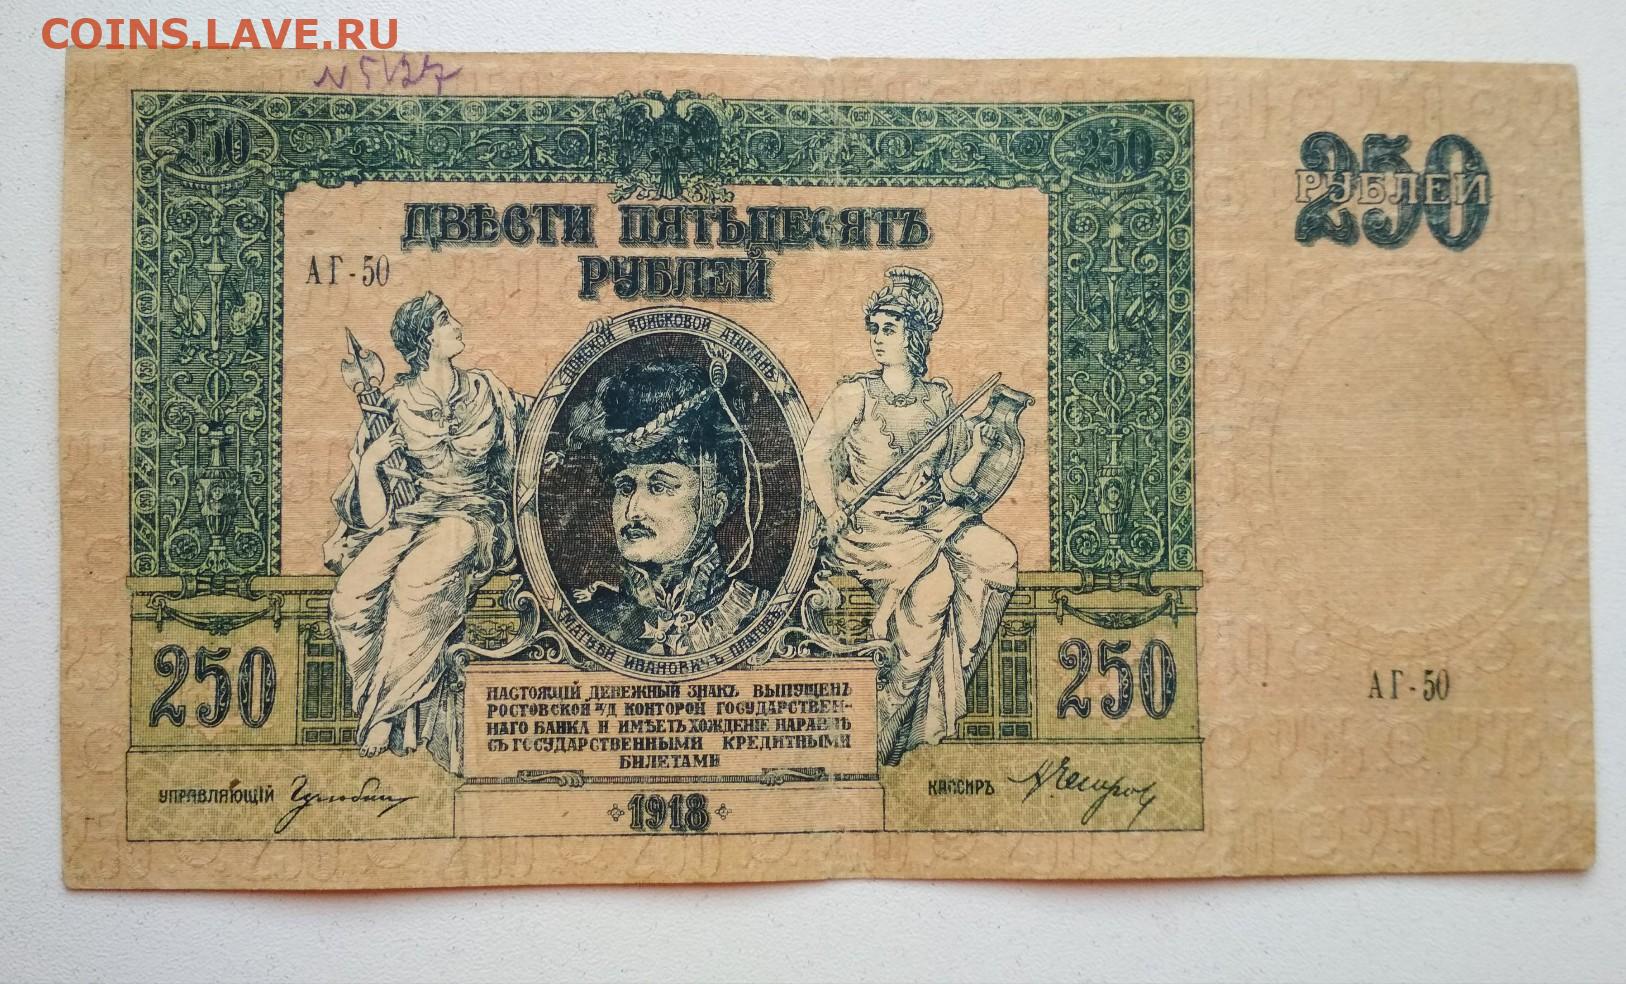 COINS.LAVE.RU
N 5127
250
250
250
РУБЛЕЙ
ДВѢСТИ ПЯТЬДЕСЯТЪ
РУБЛЕЙ
АГ-50
ДОНСКОЙ ВОЙСКОВОЙ АТАМАНЪ
МАТВѢЙ ИВАНОВИЧЪ ПЛАТОВЪ
250
250
АГ-50
НАСТОЯЩІЙ ДЕНЕЖНЫЙ ЗНАКЪ ВЫПУЩЕНЪ
РОСТОВСКОЙ Н/Д КОНТОРОЙ ГОСУДАРСТВЕН-
НАГО БАНКА И ИМѢЕТЪ ХОЖДЕНІЕ НАРАВНѢ
СЪ ГОСУДАРСТВЕННЫМИ КРЕДИТНЫМИ
БИЛЕТАМИ
УПРАВЛЯЮЩІЙ
КАССИРЪ
1918